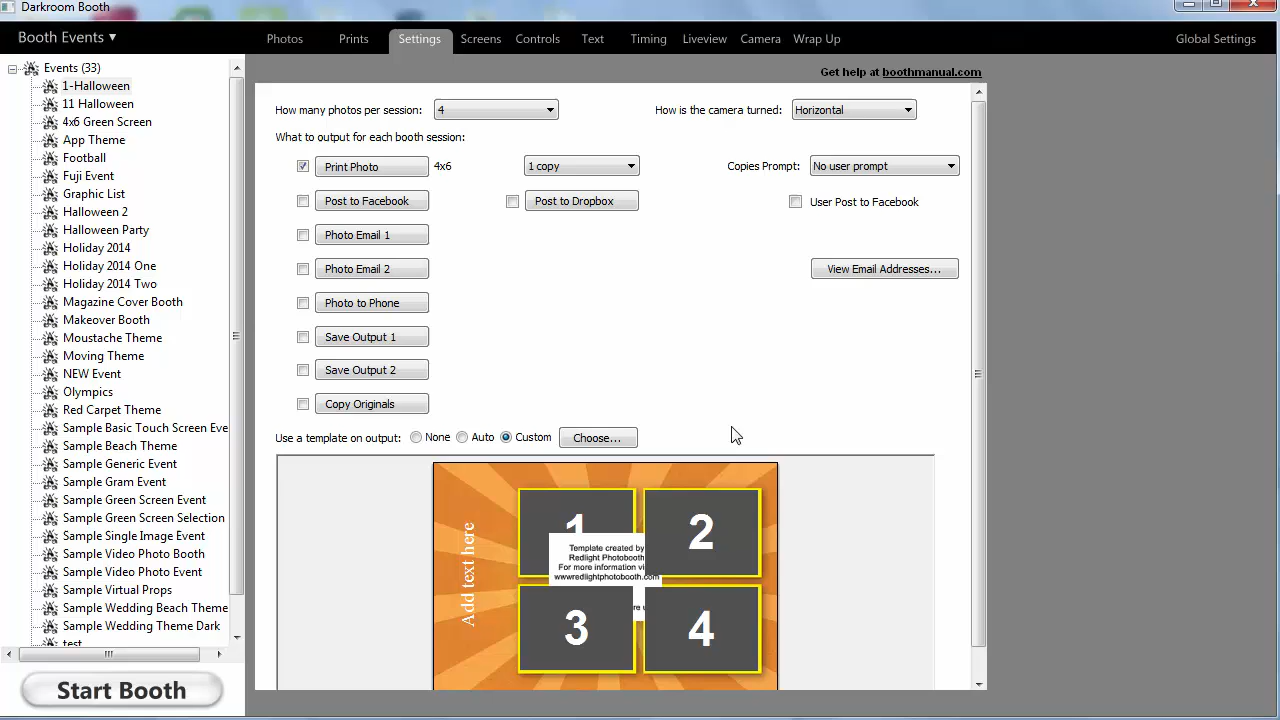 Darkroom Booth
Booth Events ▾
Photos
Prints
Settings
Screens
Controls
Text
Timing
Liveview
Camera
Wrap Up
Global Settings
Events (33)
1-Halloween
11 Halloween
4x6 Green Screen
App Theme
Football
Fuji Event
Graphic List
Halloween 2
Halloween Party
Holiday 2014
Holiday 2014 One
Holiday 2014 Two
Magazine Cover Booth
Makeover Booth
Moustache Theme
Moving Theme
NEW Event
Olympics
Red Carpet Theme
Sample Basic Touch Screen Eve
Sample Beach Theme
Sample Generic Event
Sample Gram Event
Sample Green Screen Event
Sample Green Screen Selection
Sample Single Image Event
Sample Video Photo Booth
Sample Video Photo Event
Sample Virtual Props
Sample Wedding Beach Theme
Sample Wedding Theme Dark
test
Start Booth
Get help at boothmanual.com
How many photos per session: 4
How is the camera turned: Horizontal
What to output for each booth session:
Print Photo 4x6 1 copy
Copies Prompt: No user prompt
Post to Facebook
Post to Dropbox
User Post to Facebook
Photo Email 1
Photo Email 2
View Email Addresses...
Photo to Phone
Save Output 1
Save Output 2
Copy Originals
Use a template on output: None Auto Custom Choose...
Add text here
1
2
Template created by
Redlight Photobooth
For more information vi
wwwredlightphotobooth.com
re u
3
4